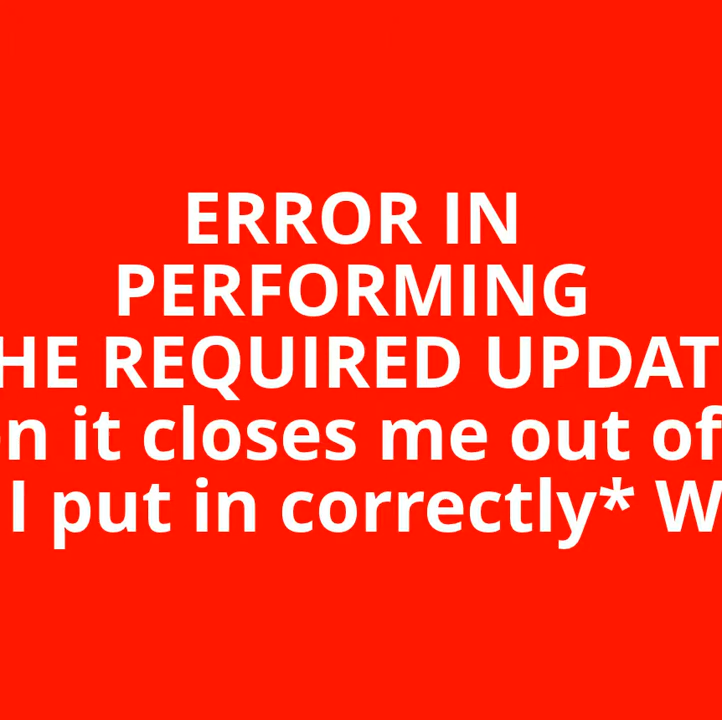 ERROR IN
PERFORMING
HE REQUIRED UPDAT
n it closes me out of
I put in correctly* W